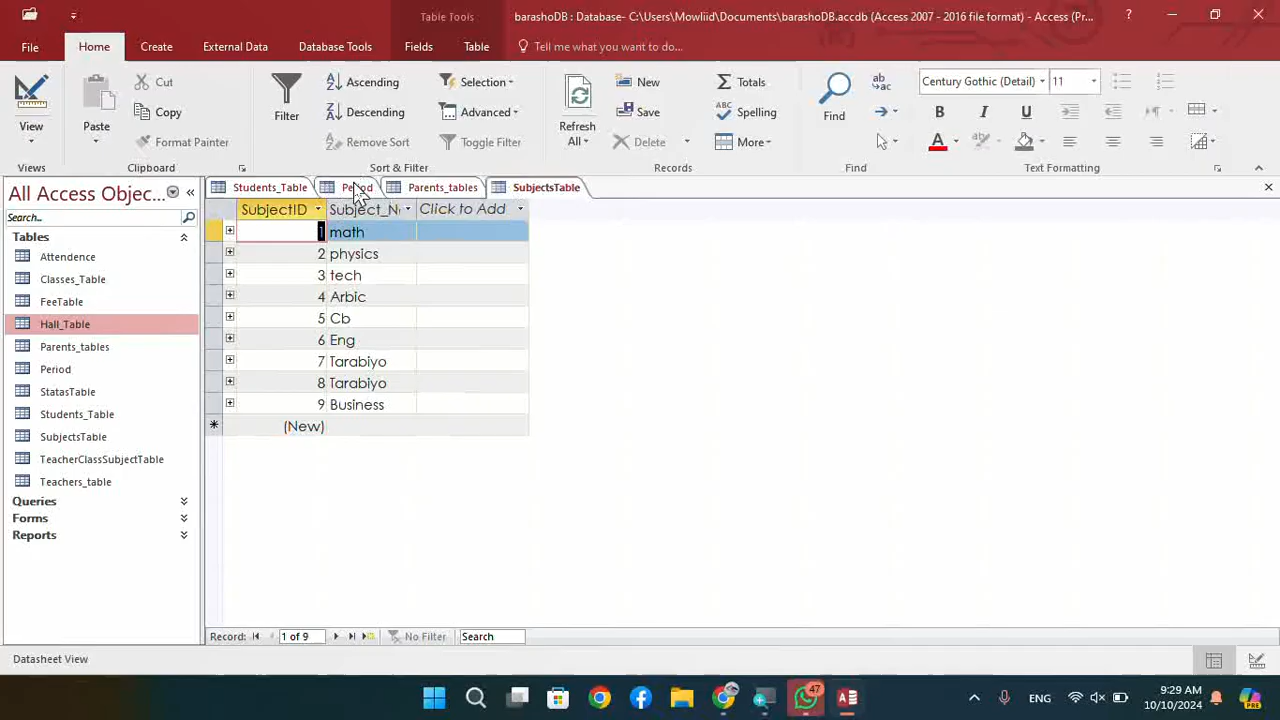 Table Tools
barashoDB : Database- C:\Users\Mowliid\Documents\barashoDB.accdb (Access 2007 - 2016 file format) - Access (Pr...
File
Home
Create
External Data
Database Tools
Fields
Table
Tell me what you want to do...
View
Views
Paste
Cut
Copy
Format Painter
Clipboard
Filter
Ascending
Descending
Remove Sort
Selection
Advanced
Toggle Filter
Sort & Filter
Refresh
All
New
Save
Delete
Totals
Spelling
More
Records
Find
Find
Century Gothic (Detail)
11
Text Formatting
All Access Objec...
Search...
Tables
Attendence
Classes_Table
FeeTable
Hall_Table
Parents_tables
Period
StatasTable
Students_Table
SubjectsTable
TeacherClassSubjectTable
Teachers_table
Queries
Forms
Reports
Students_Table
Period
Parents_tables
SubjectsTable
SubjectID Subject_N Click to Add
1 math
2 physics
3 tech
4 Arbic
5 Cb
6 Eng
7 Tarabiyo
8 Tarabiyo
9 Business
(New)
Record: 1 of 9 No Filter Search
Datasheet View
47
ENG
9:29 AM
10/10/2024
PRE